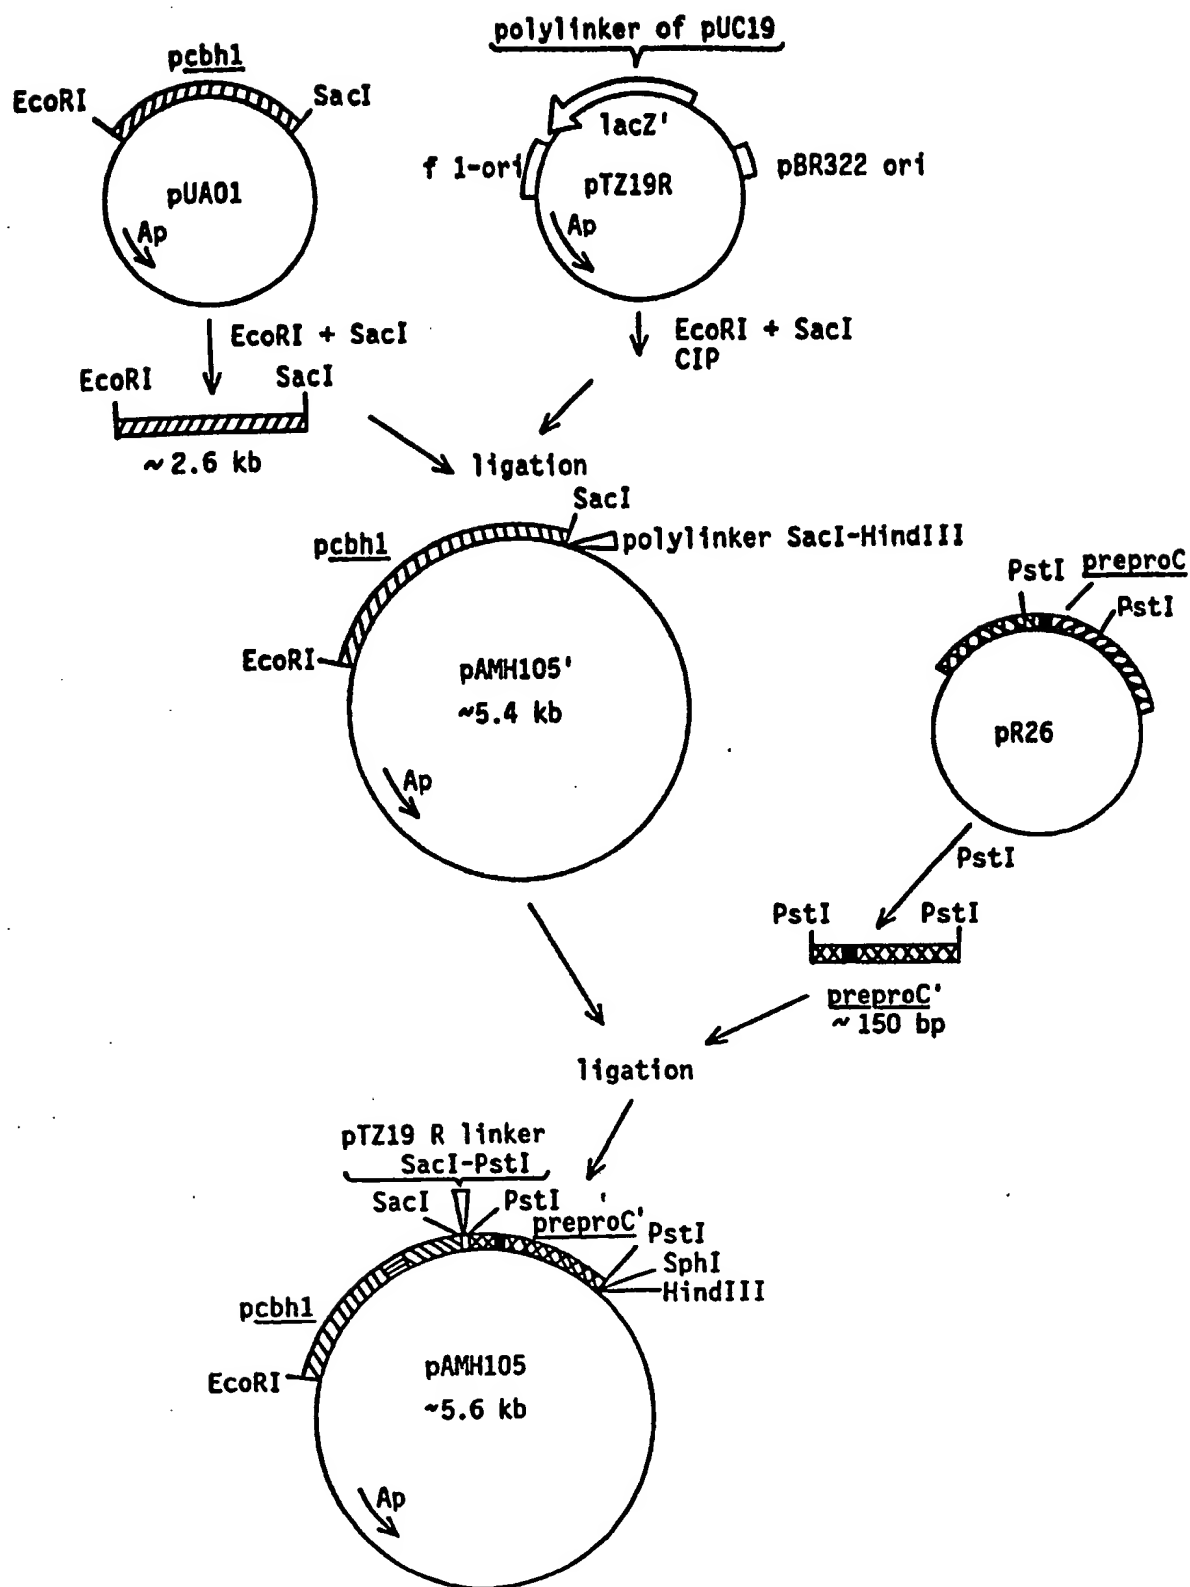 polylinker of pUC19
pcbh1
EcoRI
SacI
pUA01
Ap
lacZ'
f 1-ori
pBR322 ori
pTZ19R
Ap
EcoRI + SacI
EcoRI + SacI
CIP
EcoRI
SacI
~2.6 kb
ligation
SacI
pcbh1
polylinker SacI-HindIII
EcoRI
pAMH105'
~5.4 kb
Ap
PstI
preproC
PstI
pR26
PstI
PstI
PstI
preproC'
~150 bp
ligation
pTZ19 R linker
SacI-PstI
SacI
PstI
preproC'
PstI
SphI
HindIII
pcbh1
EcoRI
pAMH105
~5.6 kb
Ap